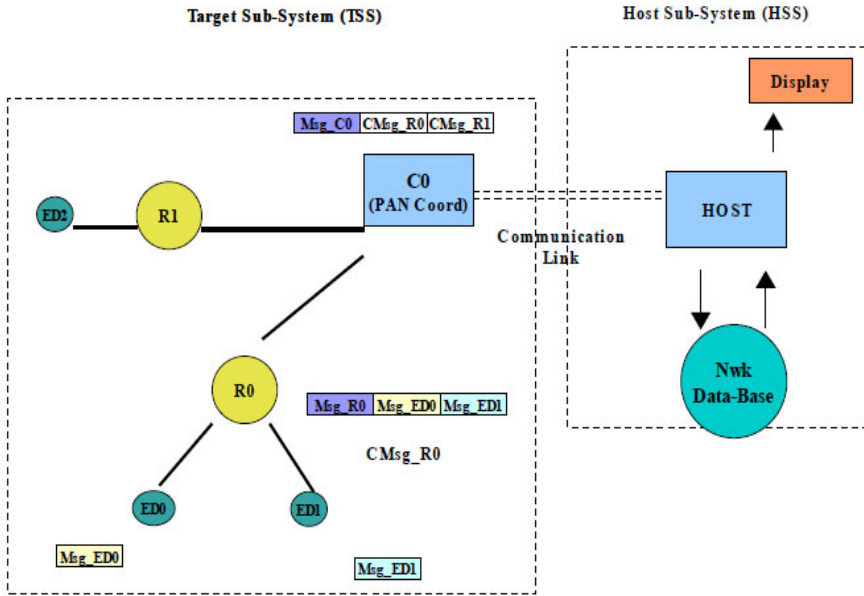 Target Sub-System (TSS)
Host Sub-System (HSS)
Display
Msg_C0 CMsg_R0 CMsg_R1
C0
(PAN Coord)
ED2
R1
HOST
Communication
Link
R0
Nwk
Data-Base
Msg_R0 Msg_ED0 Msg_ED1
CMsg_R0
ED0
ED1
Msg_ED0
Msg_ED1